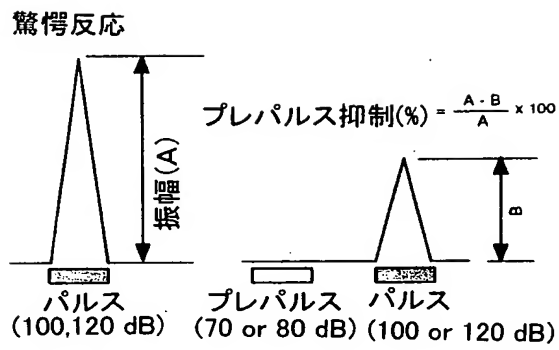 驚愕反応
プレパルス抑制(%) = A - B / A x 100
振幅(A)
B
パルス
(100,120 dB)
プレパルス
(70 or 80 dB)
パルス
(100 or 120 dB)